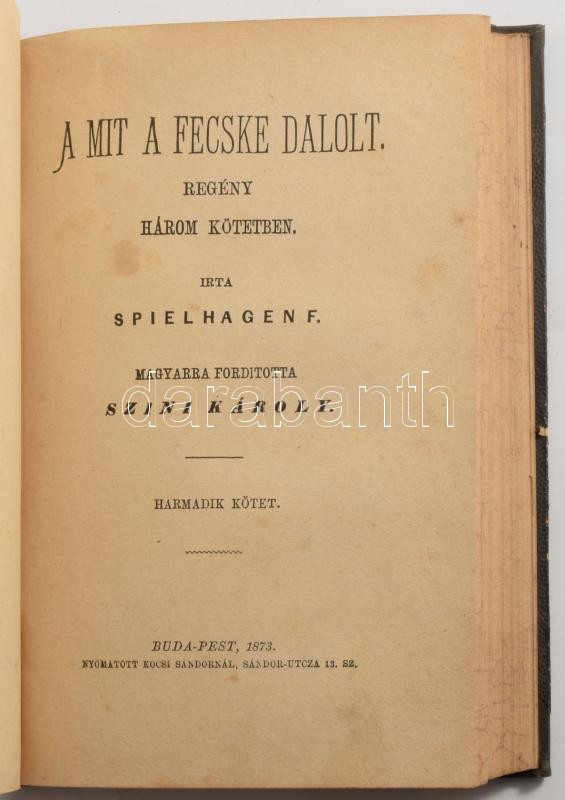 A MIT A FECSKE DALOLT.
REGÉNY
HÁROM KÖTETBEN.
IRTA
SPIELHAGEN F.
MAGYARRA FORDITOTTA
darabanth
SZINI KÁROLY.
HARMADIK KÖTET.
BUDA-PEST, 1873.
NYOMATOTT KOCSI SANDORNÁL, SÁNDOR-UTCZA 13. SZ.